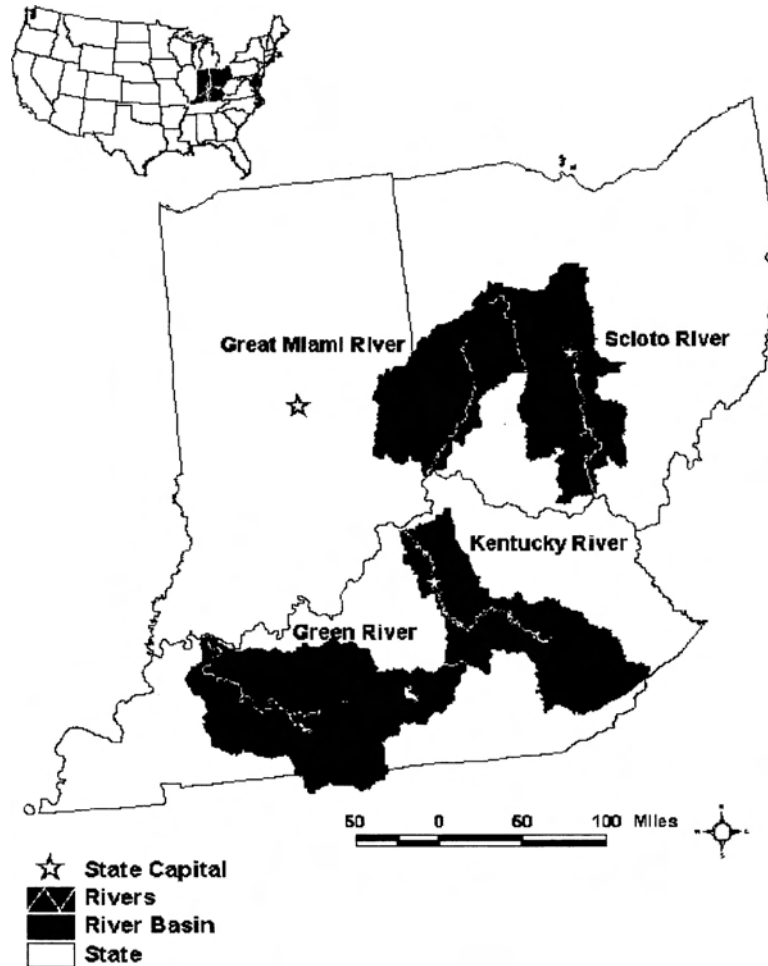 Great Miami River
Scioto River
Kentucky River
Green River
50 0 60 100 Miles
State Capital
Rivers
River Basin
State